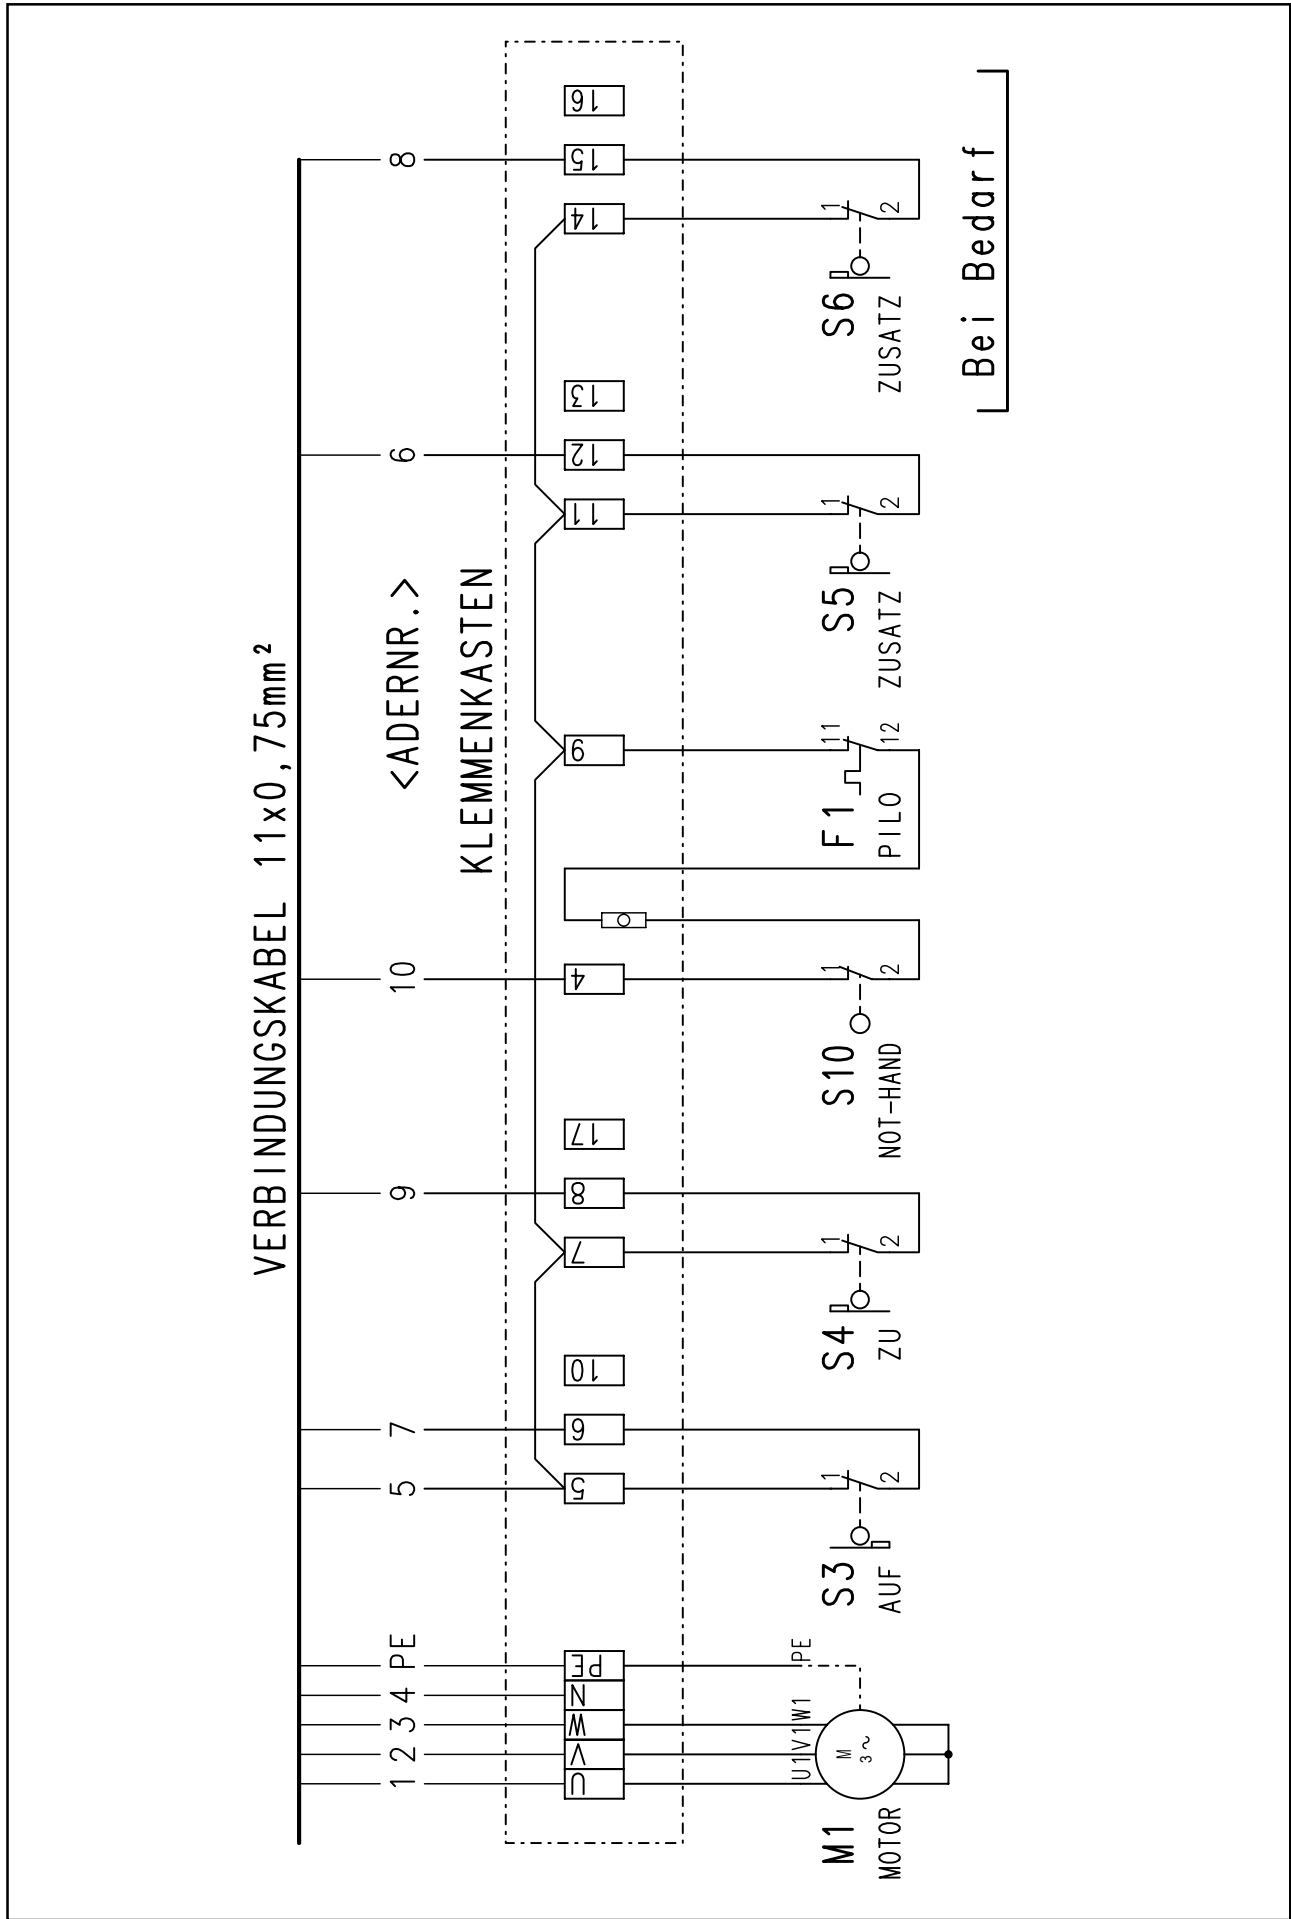 VERBINDUNGSKABEL 11x0,75mm²
1 2 3 4 PE 5 7 9 10 6 8
<ADERNR.>
KLEMMENKASTEN
U V W N PE 5 6 10 7 8 17 4 9 11 12 13 14 15 16
U1 V1 W1 PE
M
3~
M1
MOTOR
1
2
S3
AUF
1
2
S4
ZU
1
2
S10
NOT-HAND
11
12
F1
PILO
1
2
S5
ZUSATZ
1
2
S6
ZUSATZ
Bei Bedarf